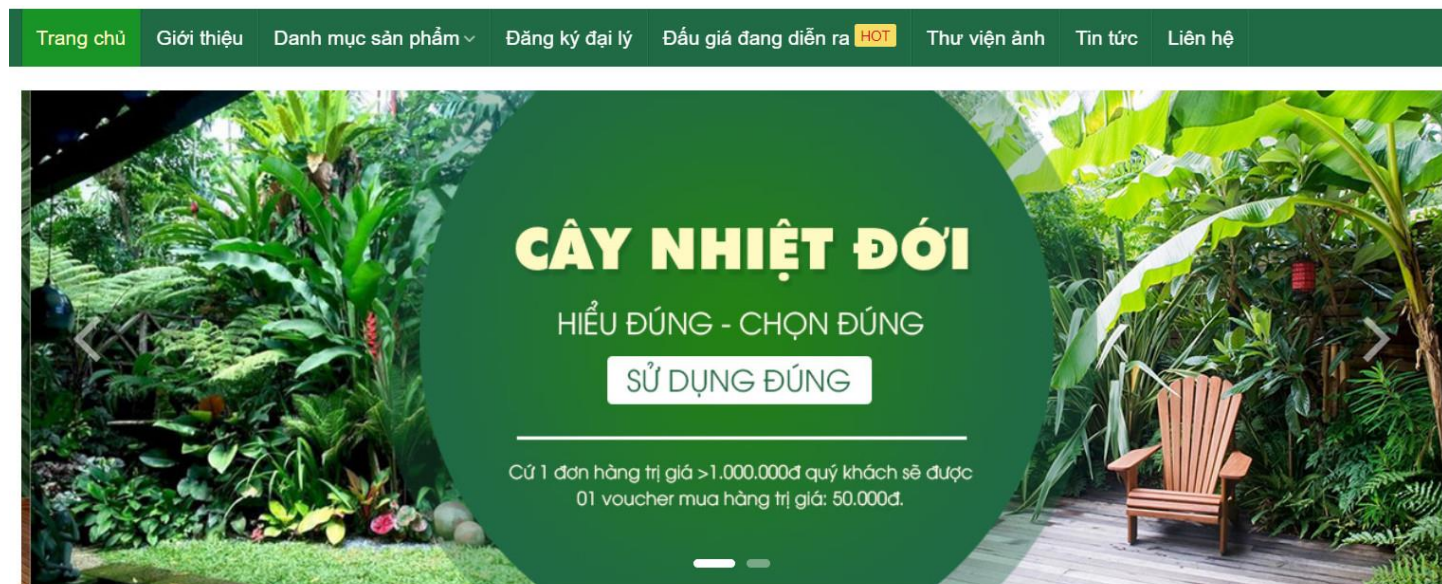 Trang chủ Giới thiệu Danh mục sản phẩm Đăng ký đại lý Đấu giá đang diễn ra HOT Thư viện ảnh Tin tức Liên hệ
CÂY NHIỆT ĐỚI
HIỂU ĐÚNG - CHỌN ĐÚNG
SỬ DỤNG ĐÚNG
Cứ 1 đơn hàng trị giá >1.000.000đ quý khách sẽ được
01 voucher mua hàng trị giá: 50.000đ.